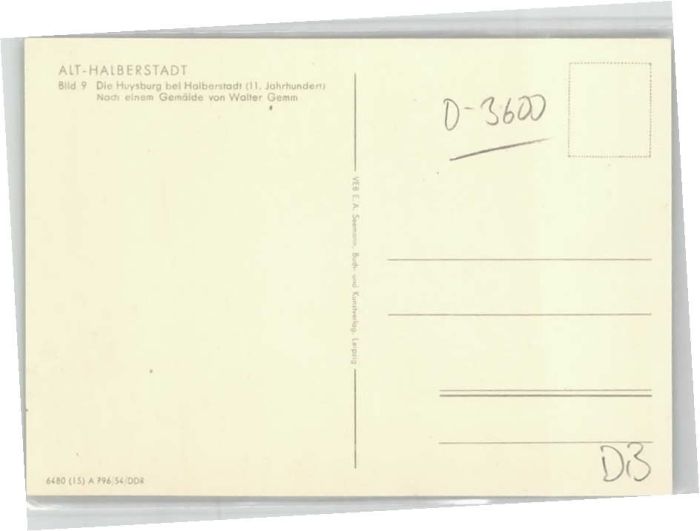 ALT-HALBERSTADT
Bild 9 Die Huysburg bei Halberstadt (11. Jahrhundert)
Nach einem Gemälde von Walter Gemm
D-3600
VEB E. A. Seemann, Buch- und Kunstverlag, Leipzig
6480 (15) A 796/54/DDR
DB